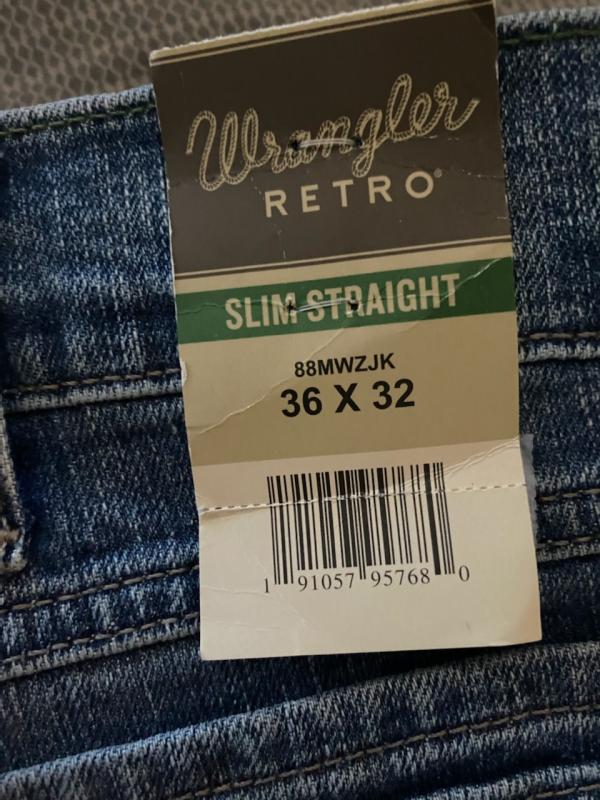 Wrangler
RETRO®
SLIM STRAIGHT
88MWZJK
36 X 32
1 91057 95768 0